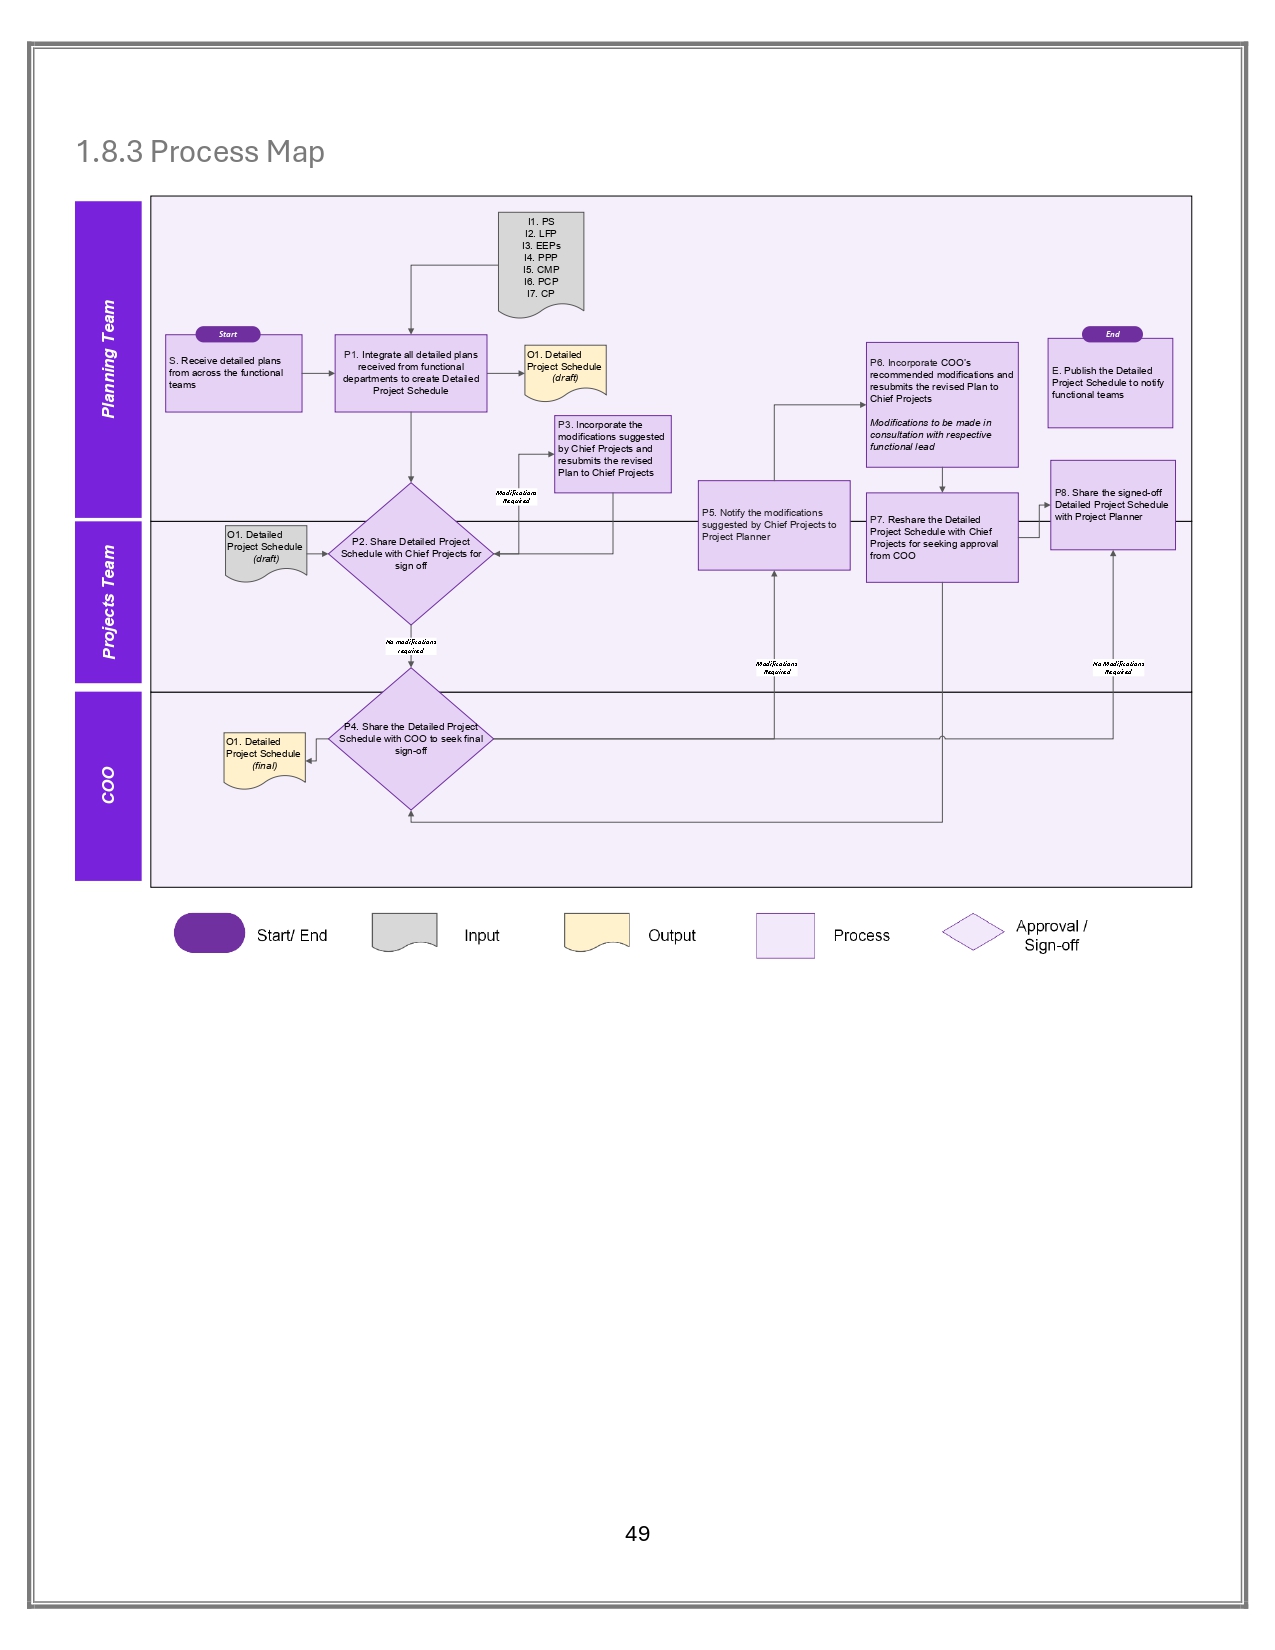 1.8.3 Process Map
Planning Team
Projects Team
COO
I1. PS
I2. LFP
I3. EEPs
I4. PPP
I5. CMP
I6. PCP
I7. CP
Start
S. Receive detailed plans
from across the functional
teams
P1. Integrate all detailed plans
received from functional
departments to create Detailed
Project Schedule
O1. Detailed
Project Schedule
(draft)
P3. Incorporate the
modifications suggested
by Chief Projects and
resubmits the revised
Plan to Chief Projects
Modifications
Required
P6. Incorporate COO's
recommended modifications and
resubmits the revised Plan to
Chief Projects
Modifications to be made in
consultation with respective
functional lead
End
E. Publish the Detailed
Project Schedule to notify
functional teams
O1. Detailed
Project Schedule
(draft)
P2. Share Detailed Project
Schedule with Chief Projects for
sign off
P5. Notify the modifications
suggested by Chief Projects to
Project Planner
P7. Reshare the Detailed
Project Schedule with Chief
Projects for seeking approval
from COO
P8. Share the signed-off
Detailed Project Schedule
with Project Planner
No modifications
required
Modifications
Required
No Modifications
Required
O1. Detailed
Project Schedule
(final)
P4. Share the Detailed Project
Schedule with COO to seek final
sign-off
Start/ End
Input
Output
Process
Approval /
Sign-off
49